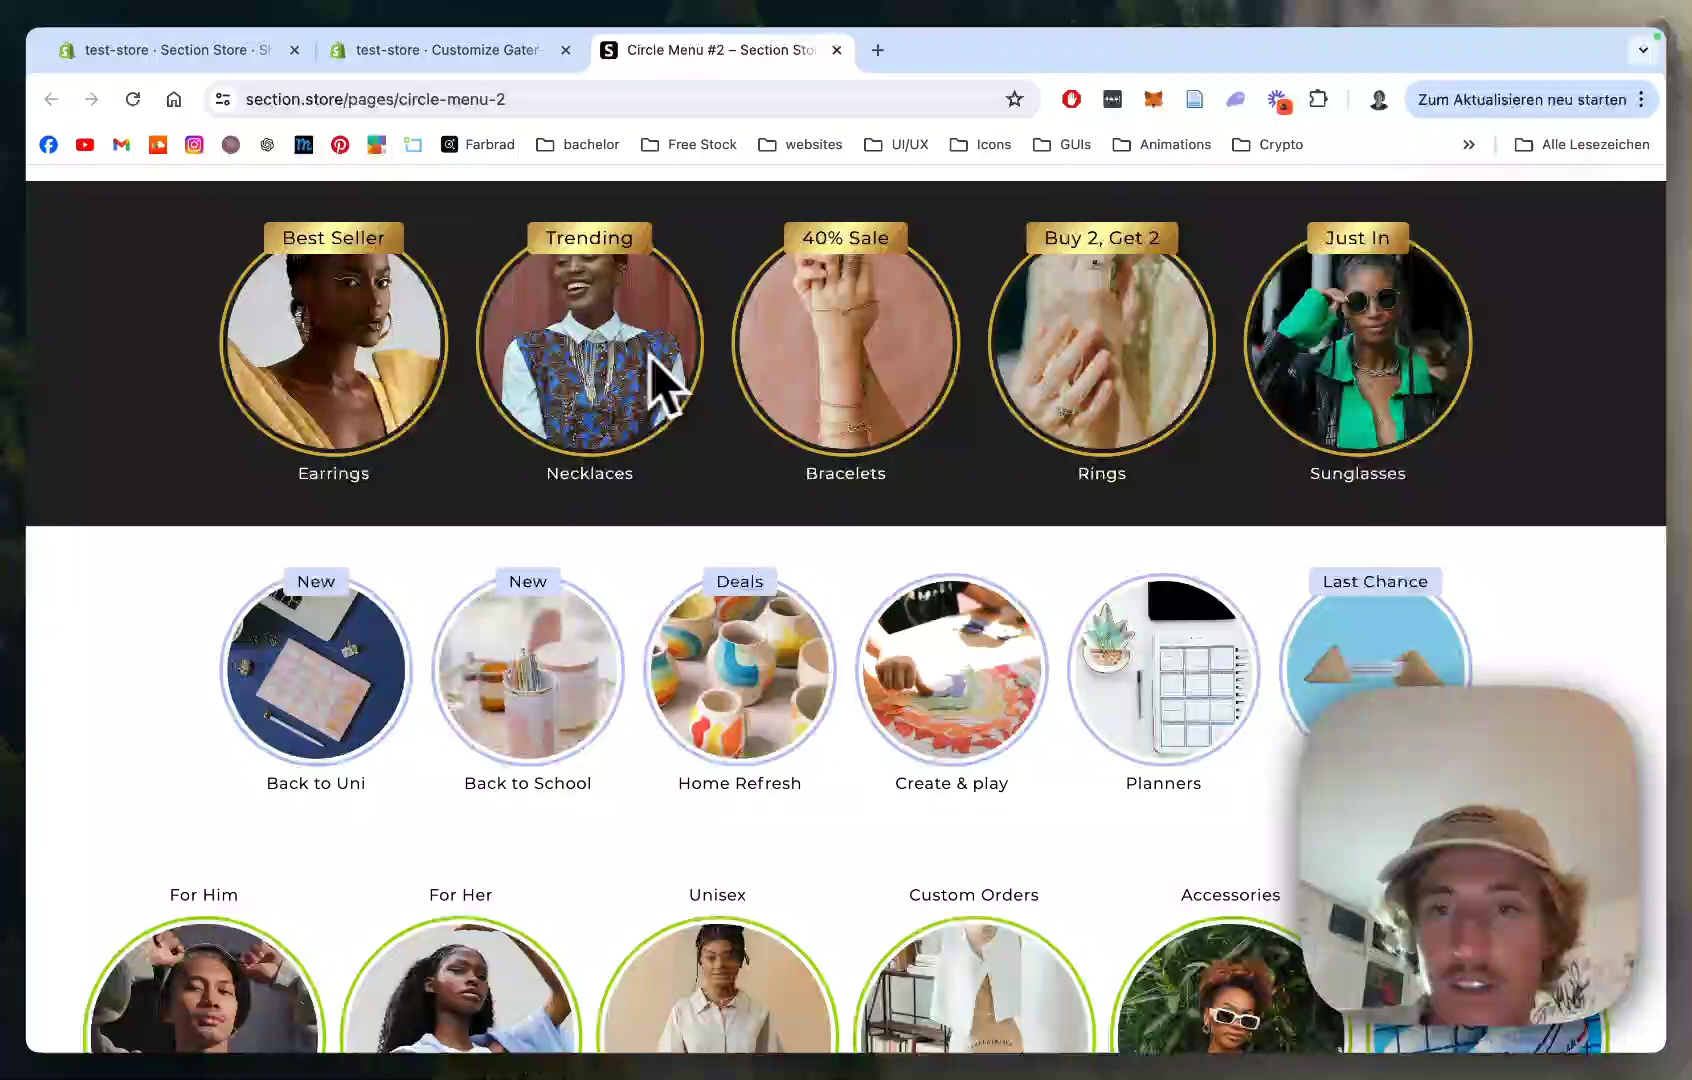 test-store · Section Store · Sh
test-store · Customize Gater
Circle Menu #2 – Section Sto
section.store/pages/circle-menu-2
Zum Aktualisieren neu starten
Farbrad
bachelor
Free Stock
websites
UI/UX
Icons
GUIs
Animations
Crypto
Alle Lesezeichen
Best Seller
Trending
40% Sale
Buy 2, Get 2
Just In
Earrings
Necklaces
Bracelets
Rings
Sunglasses
New
New
Deals
Last Chance
Back to Uni
Back to School
Home Refresh
Create & play
Planners
For Him
For Her
Unisex
Custom Orders
Accessories